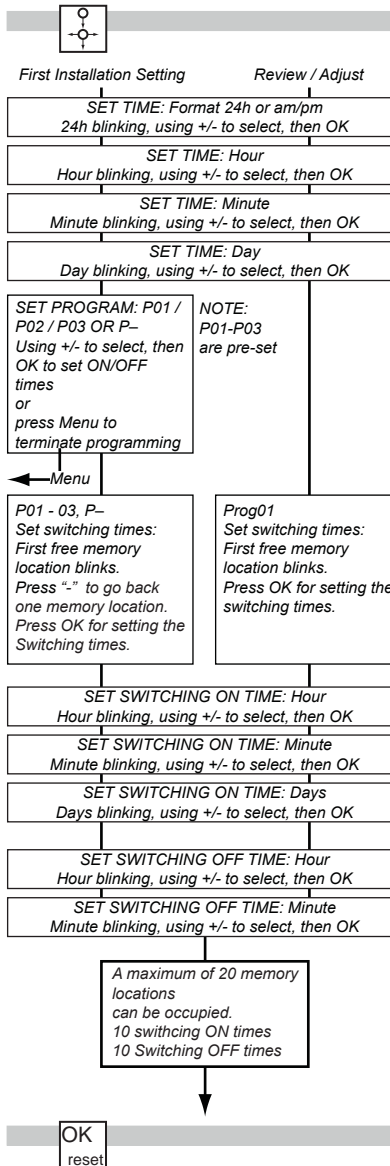 First Installation Setting
Review / Adjust
SET TIME: Format 24h or am/pm
24h blinking, using +/- to select, then OK
SET TIME: Hour
Hour blinking, using +/- to select, then OK
SET TIME: Minute
Minute blinking, using +/- to select, then OK
SET TIME: Day
Day blinking, using +/- to select, then OK
SET PROGRAM: P01 /
P02 / P03 OR P–
Using +/- to select, then
OK to set ON/OFF
times
or
press Menu to
terminate programming
NOTE:
P01-P03
are pre-set
Menu
P01 - 03, P–
Set switching times:
First free memory
location blinks.
Press “-” to go back
one memory location.
Press OK for setting the
Switching times.
Prog01
Set switching times:
First free memory
location blinks.
Press OK for setting the
switching times.
SET SWITCHING ON TIME: Hour
Hour blinking, using +/- to select, then OK
SET SWITCHING ON TIME: Minute
Minute blinking, using +/- to select, then OK
SET SWITCHING ON TIME: Days
Days blinking, using +/- to select, then OK
SET SWITCHING OFF TIME: Hour
Hour blinking, using +/- to select, then OK
SET SWITCHING OFF TIME: Minute
Minute blinking, using +/- to select, then OK
A maximum of 20 memory
locations
can be occupied.
10 swithcing ON times
10 Switching OFF times
OK
reset